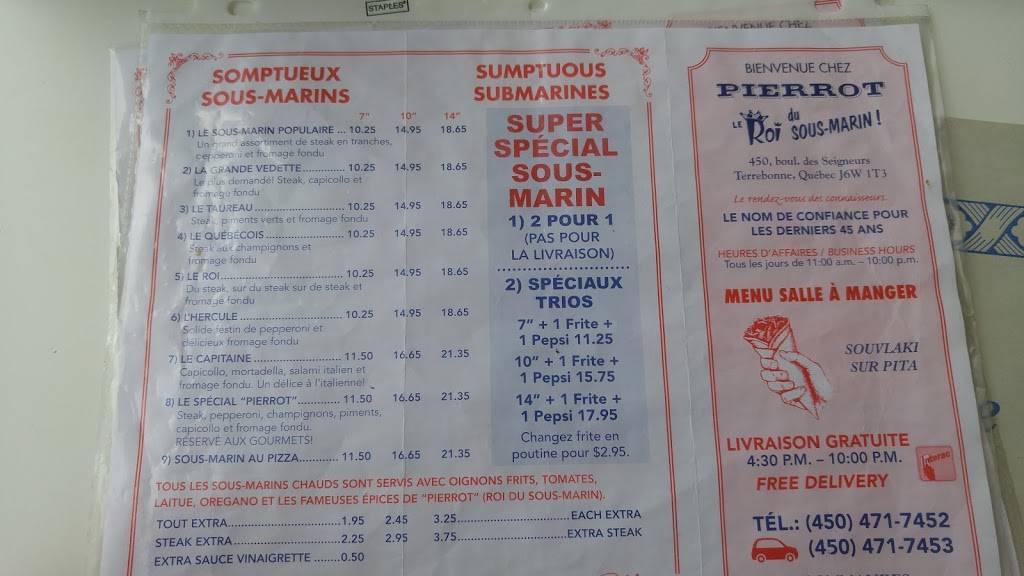 STAPLES
BIENVENUE CHEZ
SOMPTUEUX
SOUS-MARINS
SUMPTUOUS
SUBMARINES
7" 10" 14"
1) LE SOUS-MARIN POPULAIRE ... 10.25 14.95 18.65
Un grand assortiment de steak en tranches,
pepperoni et fromage fondu
2) LA GRANDE VEDETTE............. 10.25 14.95 18.65
Le plus demandé! Steak, capicollo et
fromage fondu
3) LE TAUREAU........................... 10.25 14.95 18.65
Steak, piments verts et fromage fondu
4) LE QUÉBÉCOIS........................ 10.25 14.95 18.65
Steak aux champignons et
fromage fondu
5) LE ROI.................................... 10.25 14.95 18.65
Du steak, sur du steak sur de steak et
fromage fondu
6) L'HERCULE............................. 10.25 14.95 18.65
Solide festin de pepperoni et
délicieux fromage fondu
7) LE CAPITAINE......................... 11.50 16.65 21.35
Capicollo, mortadella, salami italien et
fromage fondu. Un délice à l'italienne!
8) LE SPÉCIAL "PIERROT"............ 11.50 16.65 21.35
Steak, pepperoni, champignons, piments,
capicollo et fromage fondu.
RÉSERVÉ AUX GOURMETS!
9) SOUS-MARIN AU PIZZA............ 11.50 16.65 21.35
SUPER
SPÉCIAL
SOUS-
MARIN
1) 2 POUR 1
(PAS POUR
LA LIVRAISON)
2) SPÉCIAUX
TRIOS
7" + 1 Frite +
1 Pepsi 11.25
10" + 1 Frite +
1 Pepsi 15.75
14" + 1 Frite +
1 Pepsi 17.95
Changez frite en
poutine pour $2.95.
TOUS LES SOUS-MARINS CHAUDS SONT SERVIS AVEC OIGNONS FRITS, TOMATES,
LAITUE, OREGANO ET LES FAMEUSES ÉPICES DE "PIERROT" (ROI DU SOUS-MARIN).
TOUT EXTRA.............................. 1.95 2.45 3.25..............................EACH EXTRA
STEAK EXTRA............................ 2.25 2.95 3.75..............................EXTRA STEAK
EXTRA SAUCE VINAIGRETTE ...... 0.50
BIENVENUE CHEZ
PIERROT
LE Roi du SOUS-MARIN!
450, boul. des Seigneurs
Terrebonne, Québec J6W 1T3
Le rendez-vous des connaisseurs.
LE NOM DE CONFIANCE POUR
LES DERNIERS 45 ANS
HEURES D'AFFAIRES / BUSINESS HOURS
Tous les jours de 11:00 a.m. – 10:00 p.m.
MENU SALLE À MANGER
SOUVLAKI
SUR PITA
LIVRAISON GRATUITE
4:30 P.M. – 10:00 P.M.
Interac
FREE DELIVERY
TÉL.: (450) 471-7452
(450) 471-7453